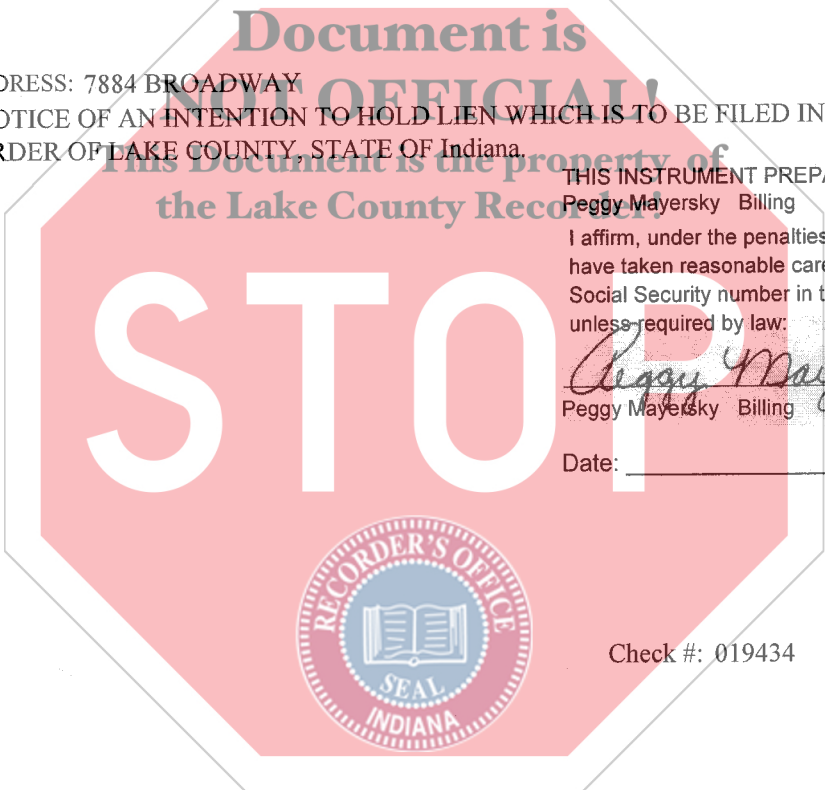 Document is
NOT OFFICIAL!
This Document is the property of
the Lake County Recorder!
DRESS: 7884 BROADWAY
OTICE OF AN INTENTION TO HOLD LIEN WHICH IS TO BE FILED IN
RDER OF LAKE COUNTY, STATE OF Indiana.
THIS INSTRUMENT PREPA
Peggy Mayersky Billing
I affirm, under the penalties
have taken reasonable care
Social Security number in t
unless required by law:
Peggy May
Peggy Mayersky Billing
Date:
STOP
RECORDER'S OFFICE
SEAL
INDIANA
Check #: 019434